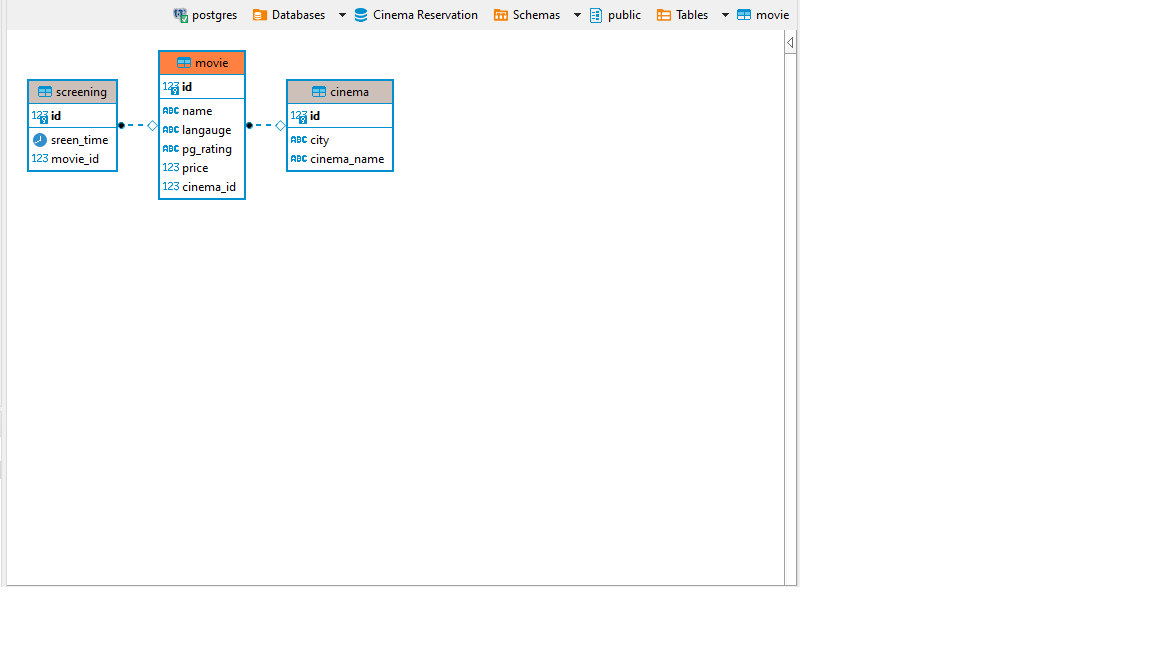 postgres Databases Cinema Reservation Schemas public Tables movie
screening
123 id
sreen_time
123 movie_id
movie
123 id
ABC name
ABC langauge
ABC pg_rating
123 price
123 cinema_id
cinema
123 id
ABC city
ABC cinema_name